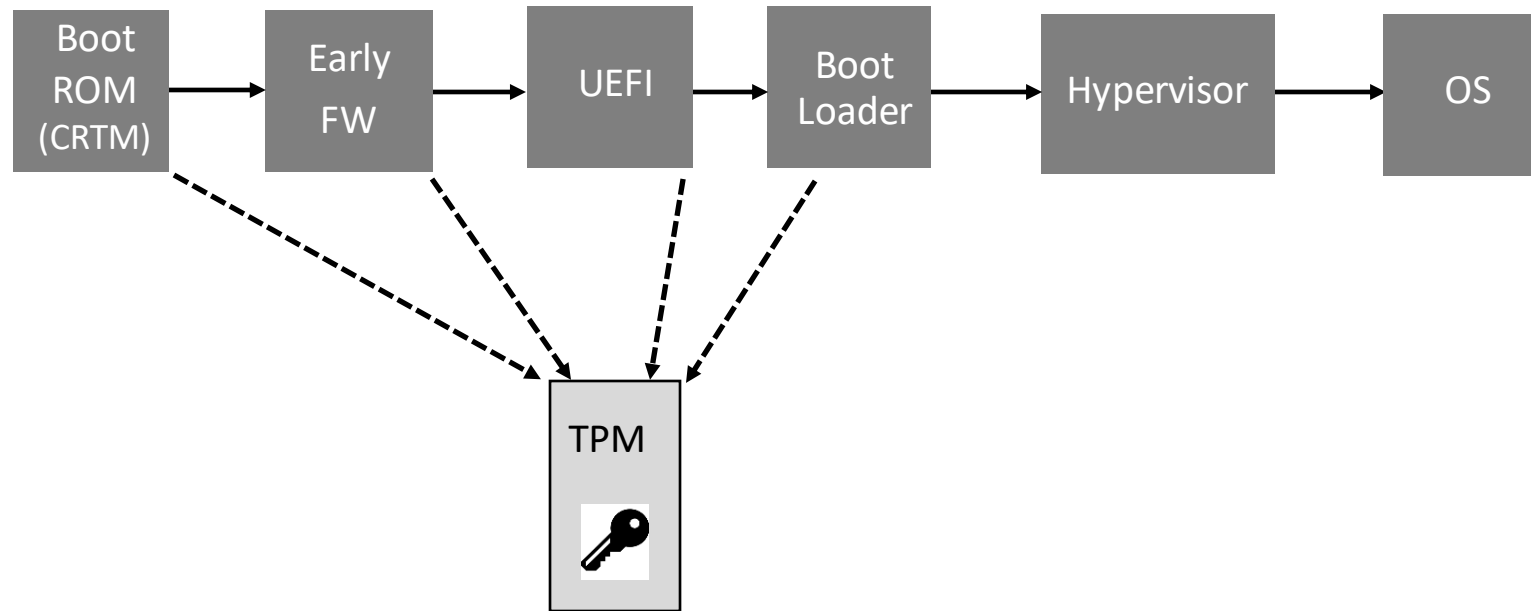 Boot
ROM
(CRTM)
Early
FW
UEFI
Boot
Loader
Hypervisor
OS
TPM